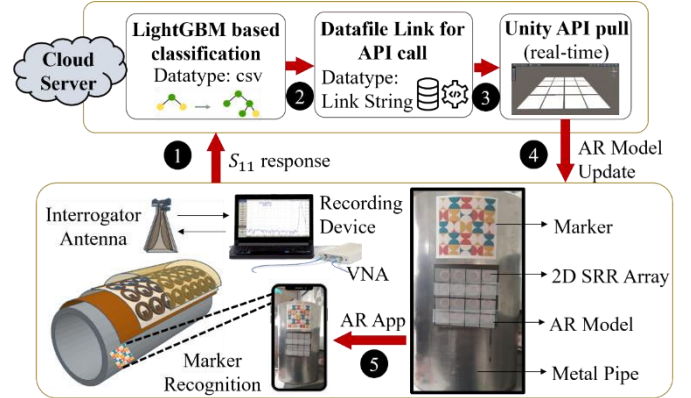 Cloud
Server
LightGBM based
classification
Datatype: csv
2
Datafile Link for
API call
Datatype:
Link String
3
Unity API pull
(real-time)
1
S₁₁ response
4
AR Model
Update
Interrogator
Antenna
Recording
Device
VNA
Marker
2D SRR Array
AR Model
Metal Pipe
AR App
5
Marker
Recognition